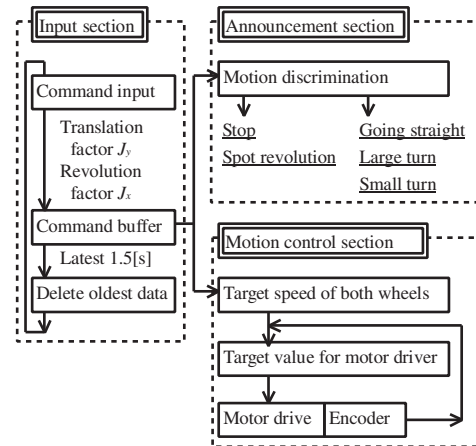 Input section
Command input
Translation
factor Jy
Revolution
factor Jx
Command buffer
Latest 1.5[s]
Delete oldest data
Announcement section
Motion discrimination
Stop
Spot revolution
Going straight
Large turn
Small turn
Motion control section
Target speed of both wheels
Target value for motor driver
Motor drive
Encoder